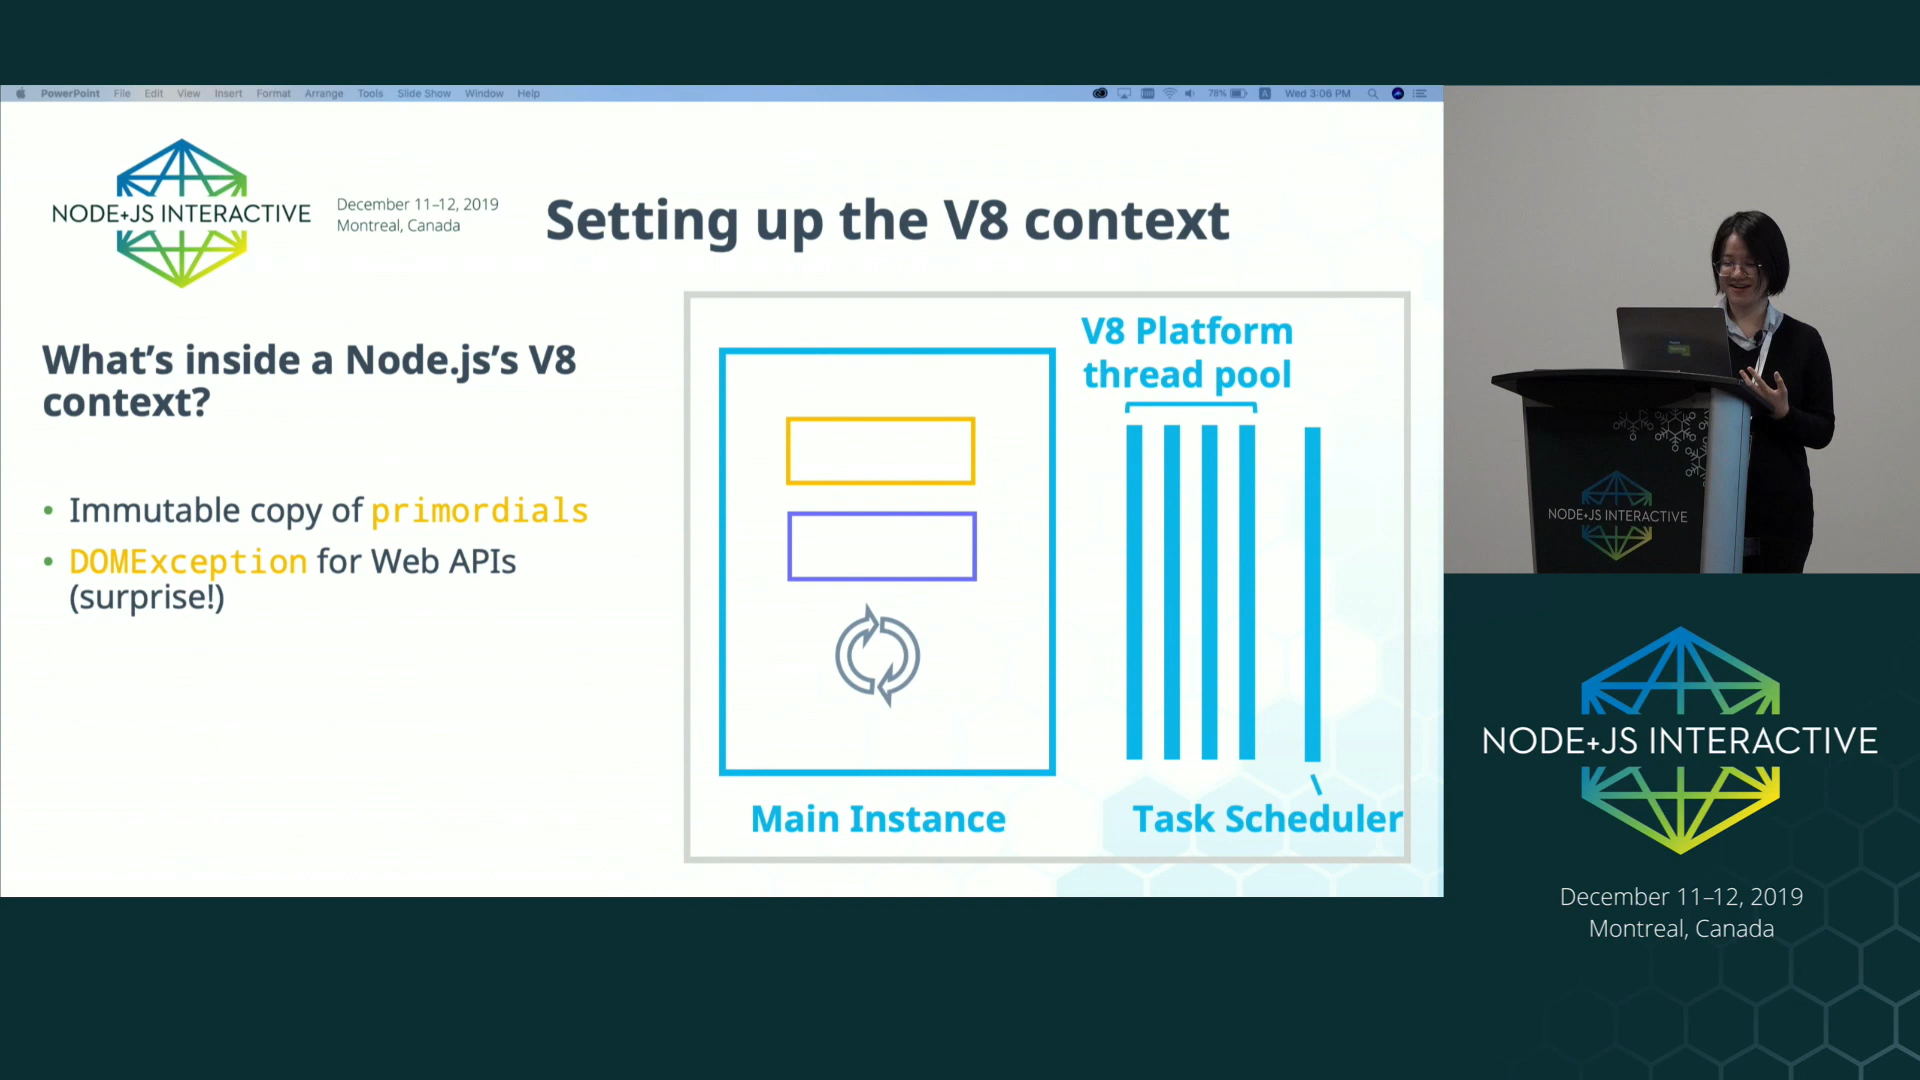 PowerPoint File Edit View Insert Format Arrange Tools Slide Show Window Help
78% A Wed 3:06 PM
NODE+JS INTERACTIVE
December 11–12, 2019
Montreal, Canada
Setting up the V8 context
What’s inside a Node.js’s V8
context?
• Immutable copy of primordials
• DOMException for Web APIs
(surprise!)
V8 Platform
thread pool
Main Instance
Task Scheduler
NODE+JS INTERACTIVE
NODE+JS INTERACTIVE
December 11–12, 2019
Montreal, Canada